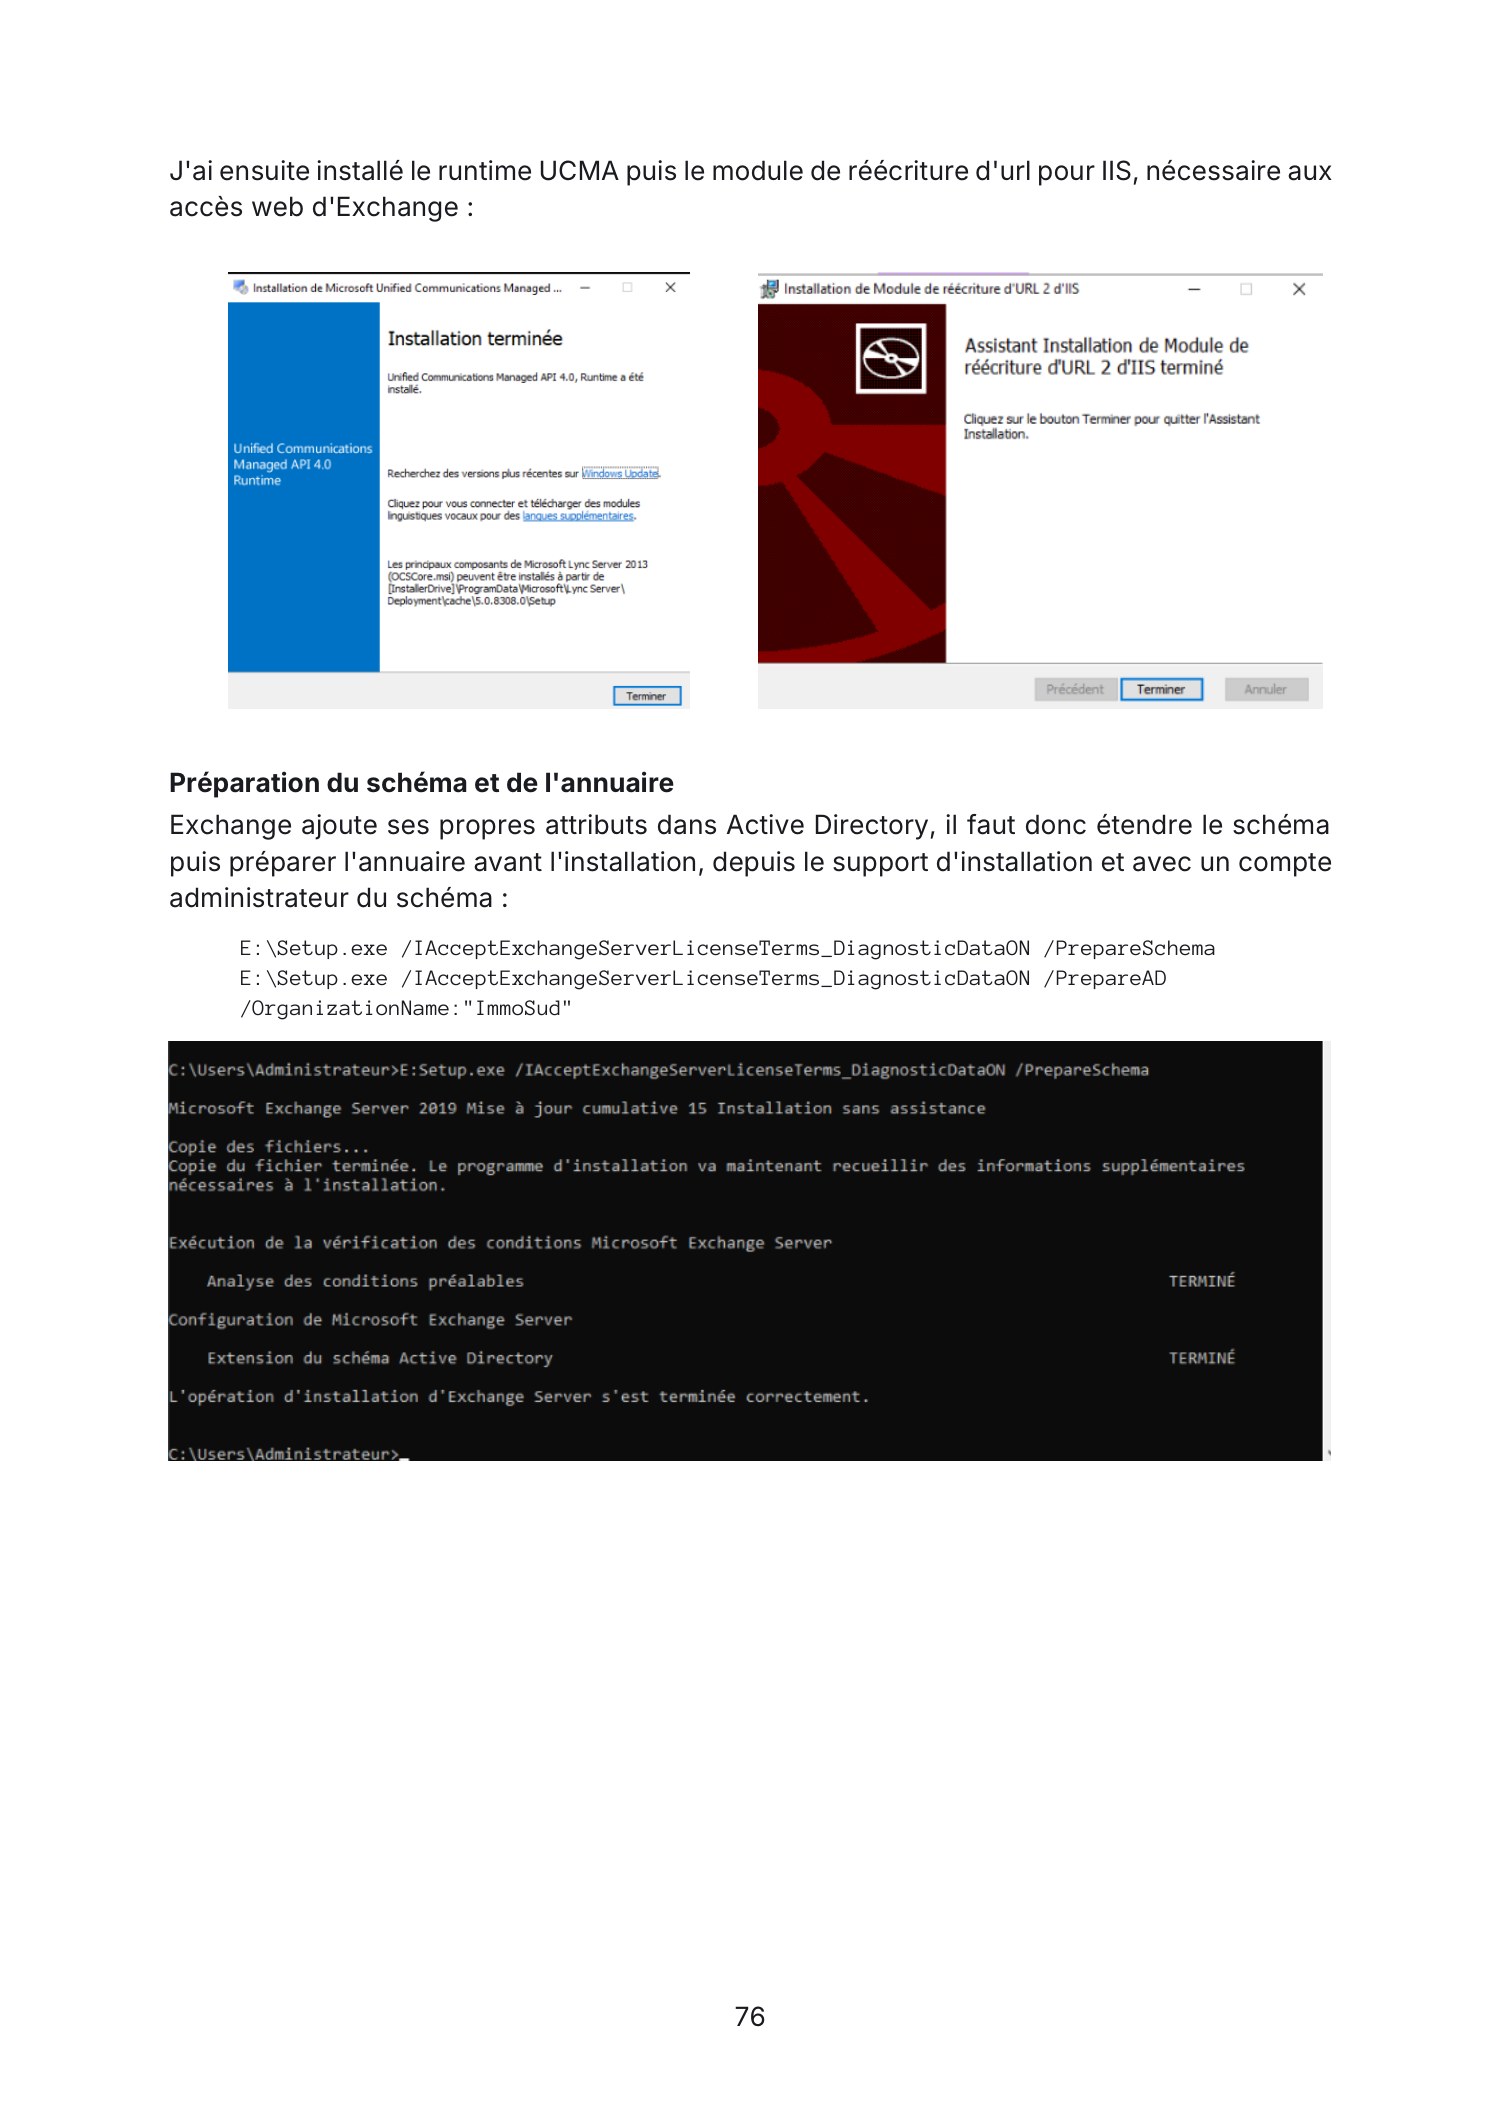 J'ai ensuite installé le runtime UCMA puis le module de réécriture d'url pour IIS, nécessaire aux
accès web d'Exchange :
Installation de Microsoft Unified Communications Managed ...
Installation terminée
Unified Communications Managed API 4.0, Runtime a été
installé.
Unified Communications
Managed API 4.0
Runtime
Recherchez des versions plus récentes sur Windows Update.
Cliquez pour vous connecter et télécharger des modules
linguistiques vocaux pour des langues supplémentaires.
Les principaux composants de Microsoft Lync Server 2013
(OCSCore.msi) peuvent être installés à partir de
[InstallerDrive]\ProgramData\Microsoft\Lync Server\
Deployment\cache\5.0.8308.0\Setup
Terminer
Installation de Module de réécriture d'URL 2 d'IIS
Assistant Installation de Module de
réécriture d'URL 2 d'IIS terminé
Cliquez sur le bouton Terminer pour quitter l'Assistant
Installation.
Précédent Terminer Annuler
Préparation du schéma et de l'annuaire
Exchange ajoute ses propres attributs dans Active Directory, il faut donc étendre le schéma
puis préparer l'annuaire avant l'installation, depuis le support d'installation et avec un compte
administrateur du schéma :
E:\Setup.exe /IAcceptExchangeServerLicenseTerms_DiagnosticDataON /PrepareSchema
E:\Setup.exe /IAcceptExchangeServerLicenseTerms_DiagnosticDataON /PrepareAD
/OrganizationName:"ImmoSud"
C:\Users\Administrateur>E:Setup.exe /IAcceptExchangeServerLicenseTerms_DiagnosticDataON /PrepareSchema
Microsoft Exchange Server 2019 Mise à jour cumulative 15 Installation sans assistance
Copie des fichiers...
Copie du fichier terminée. Le programme d'installation va maintenant recueillir des informations supplémentaires
nécessaires à l'installation.
Exécution de la vérification des conditions Microsoft Exchange Server
Analyse des conditions préalables TERMINÉ
Configuration de Microsoft Exchange Server
Extension du schéma Active Directory TERMINÉ
L'opération d'installation d'Exchange Server s'est terminée correctement.
C:\Users\Administrateur>_
76